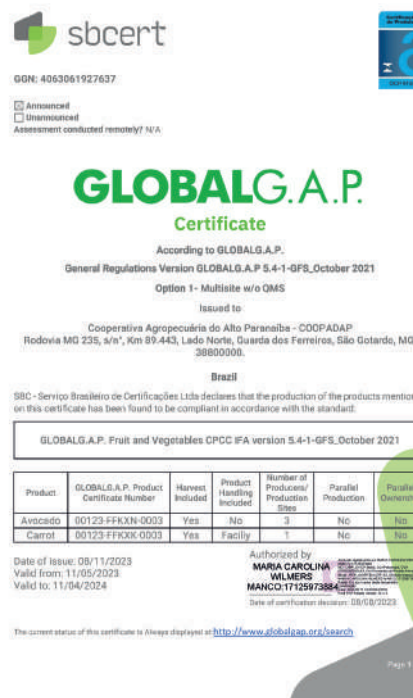 sbcert
GGN: 4063061927637
Announced
Unannounced
Assessment conducted remotely? N/A
GLOBALG.A.P.
Certificate
According to GLOBALG.A.P.
General Regulations Version GLOBALG.A.P 5.4-1-GFS_October 2021
Option 1- Multisite w/o QMS
Issued to
Cooperativa Agropecuária do Alto Paranaíba - COOPADAP
Rodovia MG 235, s/n°, Km 89.443, Lado Norte, Guarda dos Ferreiros, São Gotardo, MG
38800000.
Brazil
SBC - Serviço Brasileiro de Certificações Ltda declares that the production of the products mention
on this certificate has been found to be compliant in accordance with the standard:
GLOBALG.A.P. Fruit and Vegetables CPCC IFA version 5.4-1-GFS_October 2021
Product GLOBALG.A.P. Product Certificate Number Harvest Included Product Handling Included Number of Producers/ Production Sites Parallel Production Parallel Ownersh
Avocado 00123-FFKXN-0003 Yes No 3 No No
Carrot 00123-FFKXK-0003 Yes Faciliy 1 No No
Date of Issue: 08/11/2023
Valid from: 11/05/2023
Valid to: 11/04/2024
Authorized by
MARIA CAROLINA
WILMERS
MANCO:17125973884
Date of certification decision: 08/08/2023
The current status of this certificate is Always displayed at: http://www.globalgap.org/search
Page 1